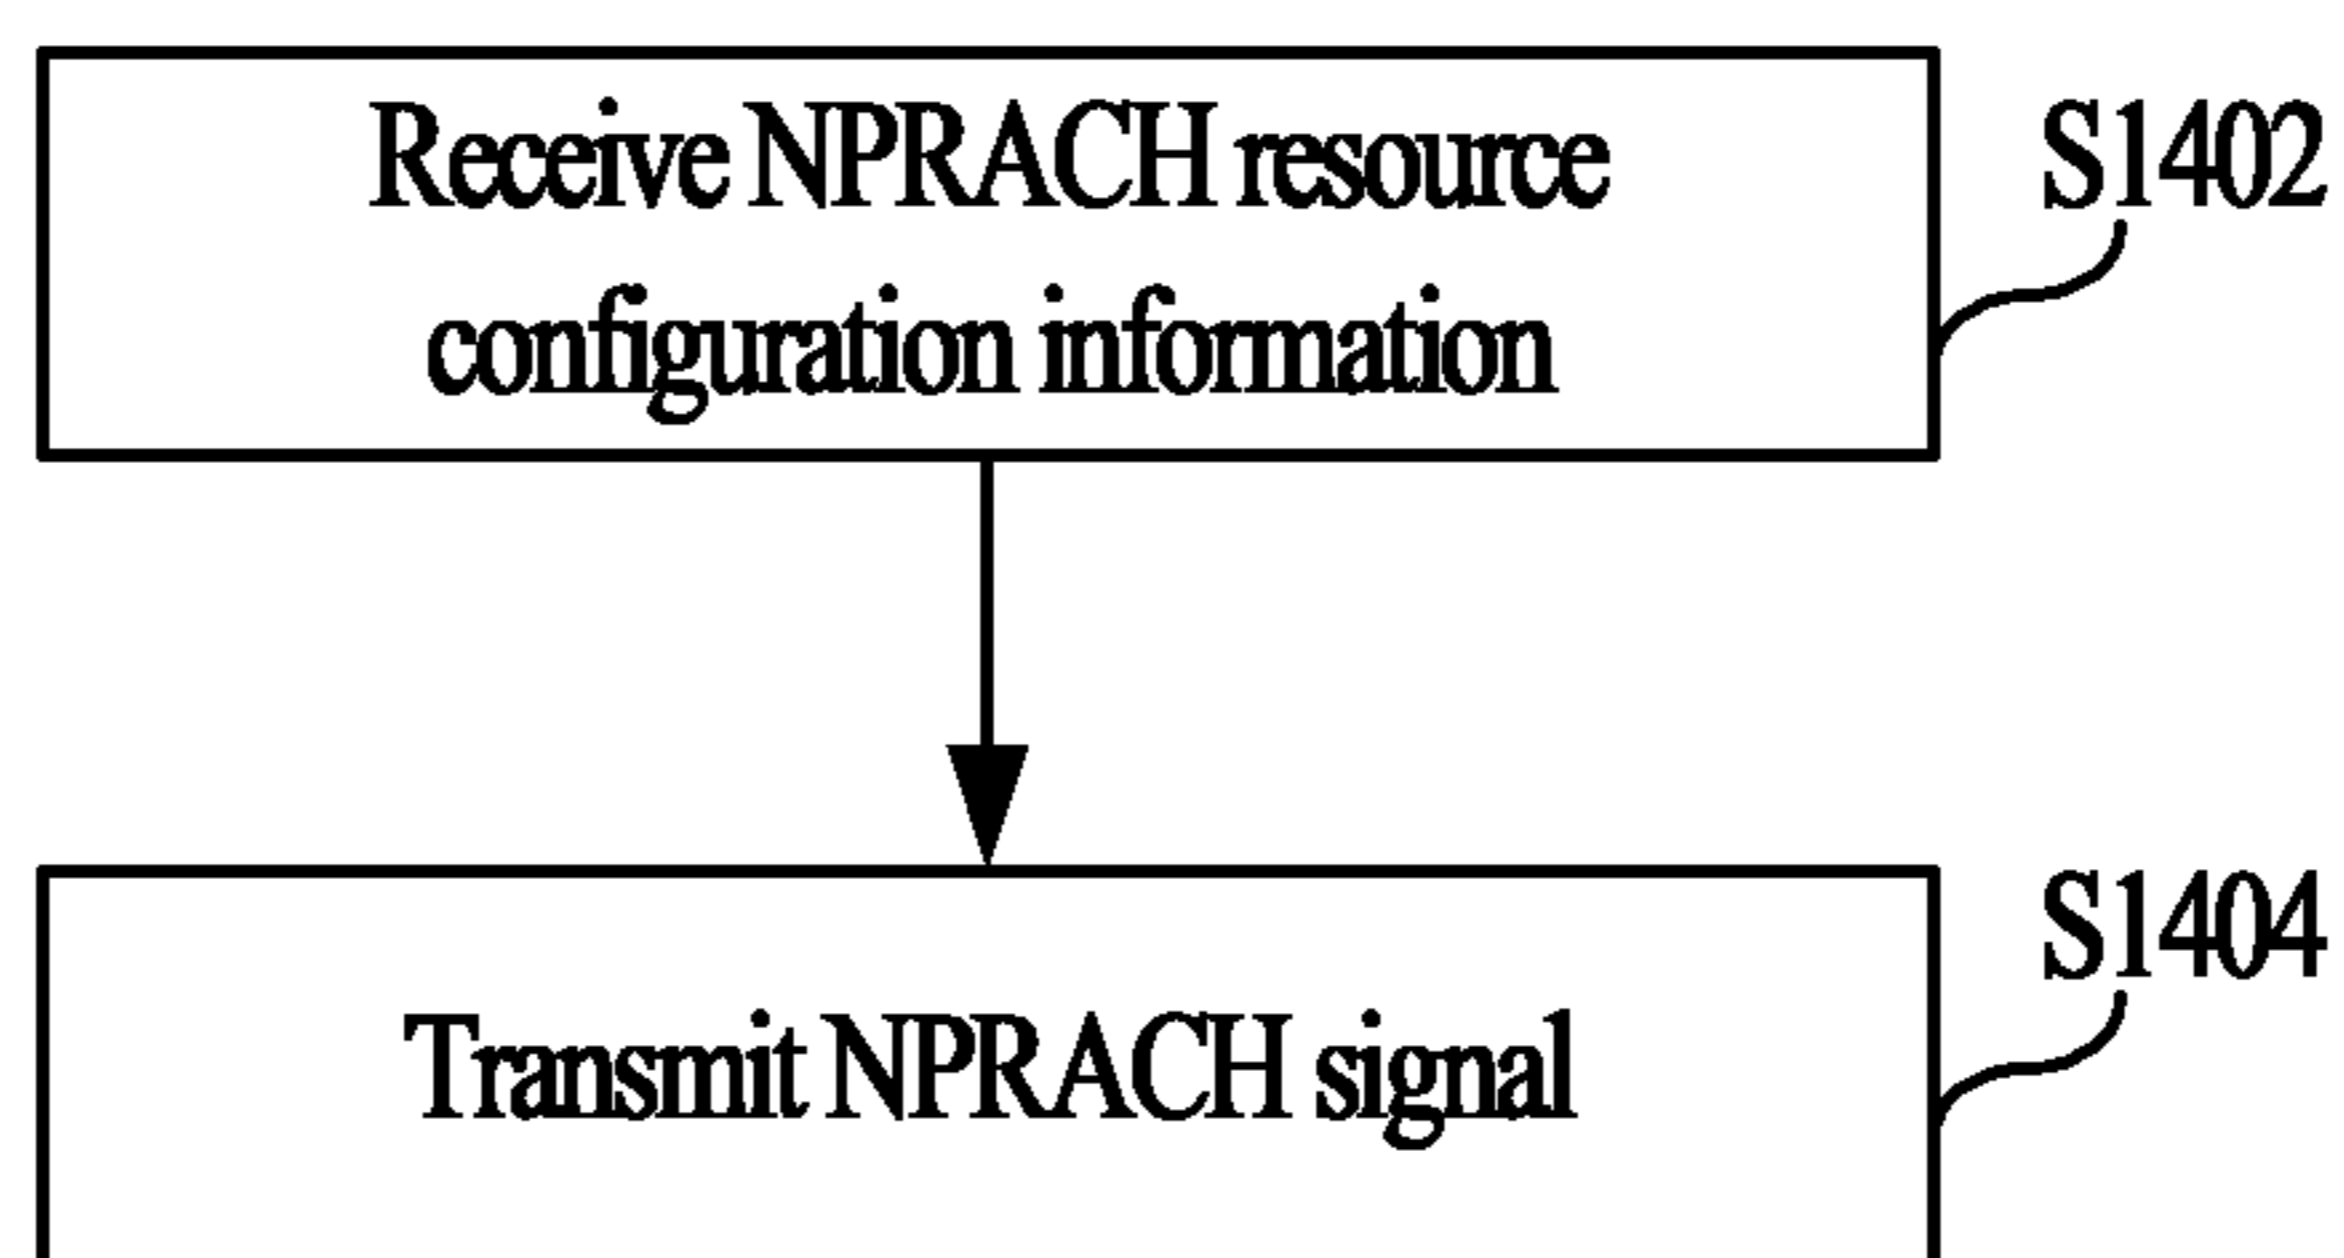 Receive NPRACH resource
configuration information
S1402
Transmit NPRACH signal
S1404